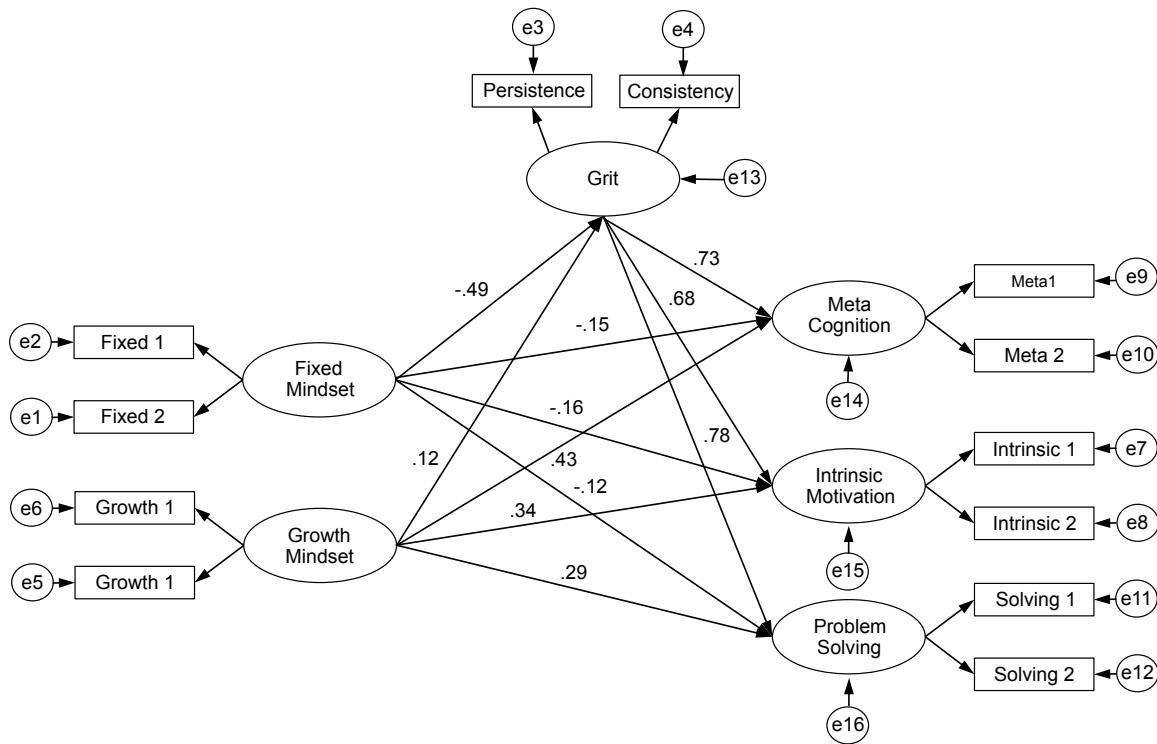 e3
e4
Persistence
Consistency
Grit
e13
.73
-.49
.68
Meta1
e9
Meta
Cognition
-.15
e2
Fixed 1
Meta 2
e10
Fixed
Mindset
e14
-.16
e1
Fixed 2
.78
.12
.43
Intrinsic 1
e7
Intrinsic
Motivation
-.12
e6
Growth 1
.34
Intrinsic 2
e8
Growth
Mindset
e15
.29
e5
Growth 1
Solving 1
e11
Problem
Solving
Solving 2
e12
e16